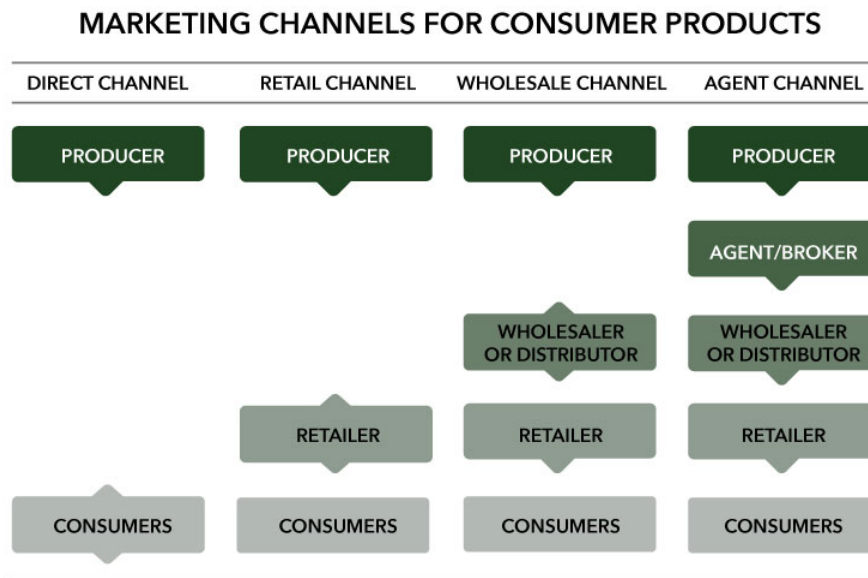 MARKETING CHANNELS FOR CONSUMER PRODUCTS
DIRECT CHANNEL RETAIL CHANNEL WHOLESALE CHANNEL AGENT CHANNEL
PRODUCER PRODUCER PRODUCER PRODUCER
AGENT/BROKER
WHOLESALER WHOLESALER
OR DISTRIBUTOR OR DISTRIBUTOR
RETAILER RETAILER RETAILER
CONSUMERS CONSUMERS CONSUMERS CONSUMERS